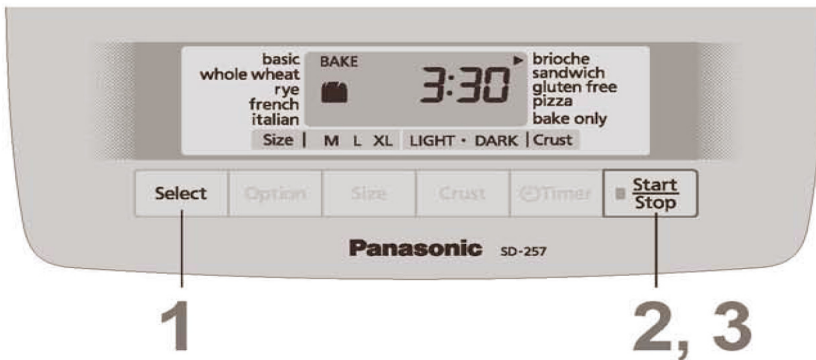 basic
whole wheat
rye
french
italian
BAKE
3:30
brioche
sandwich
gluten free
pizza
bake only
Size | M L XL LIGHT · DARK | Crust
Select Option Size Crust Timer Start
Stop
Panasonic SD-257
1 2, 3